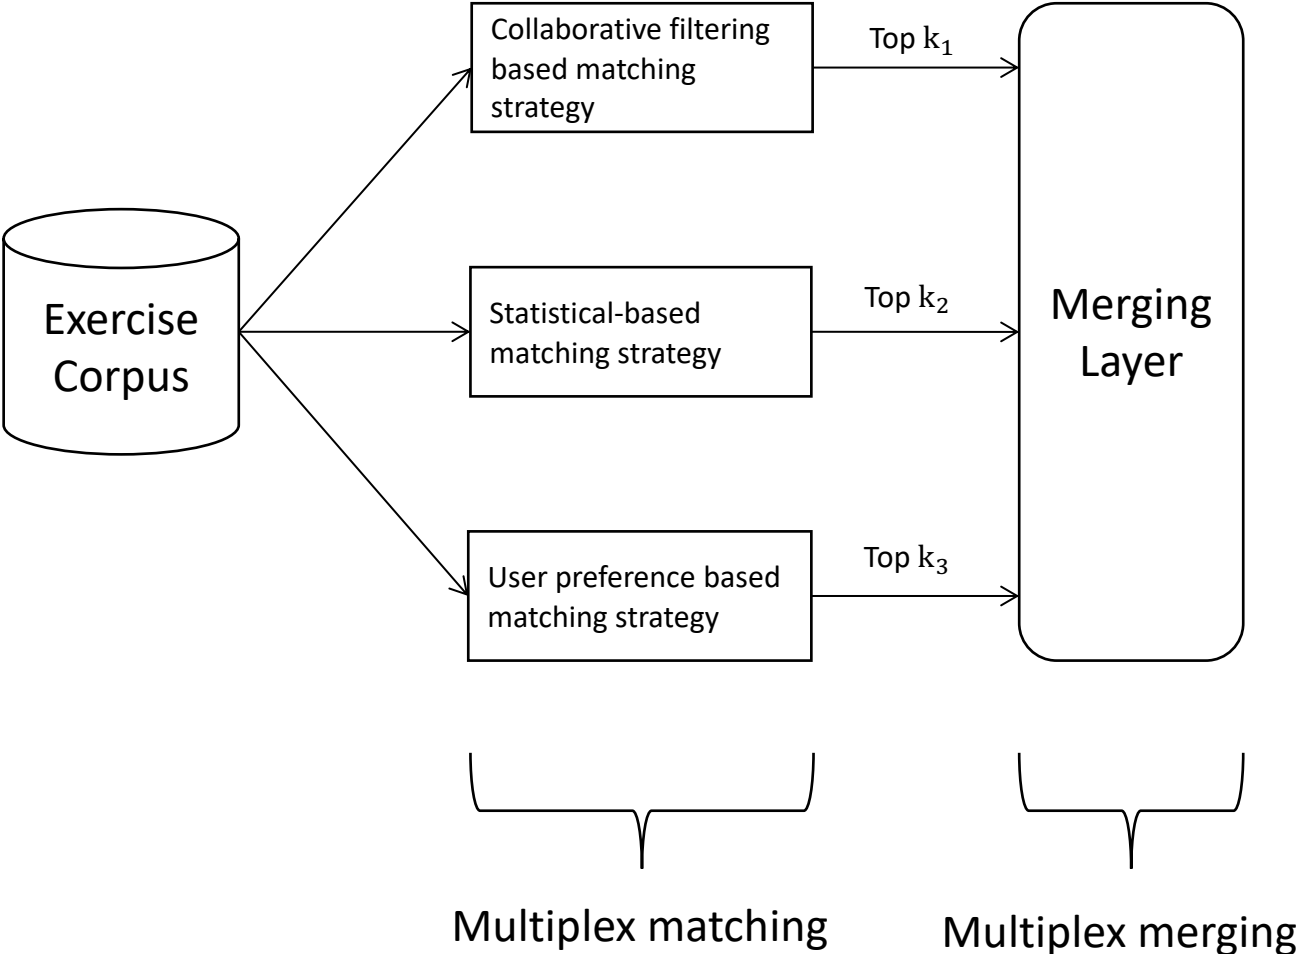 Collaborative filtering
based matching
strategy
Top k₁
Exercise
Corpus
Statistical-based
matching strategy
Top k₂
Merging
Layer
User preference based
matching strategy
Top k₃
Multiplex matching
Multiplex merging